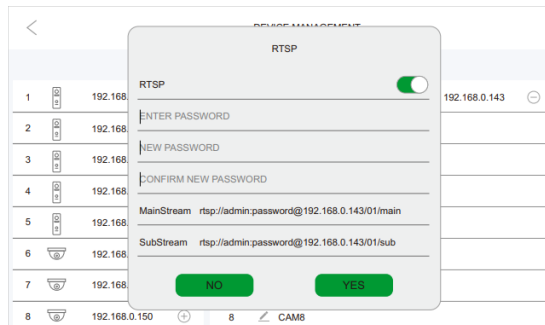 DEVICE MANAGEMENT
RTSP
RTSP
1 192.168. 192.168.0.143
ENTER PASSWORD
2 192.168.
NEW PASSWORD
3 192.168.
CONFIRM NEW PASSWORD
4 192.168.
MainStream rtsp://admin:password@192.168.0.143/01/main
5 192.168.
SubStream rtsp://admin:password@192.168.0.143/01/sub
6 192.168.
NO YES
7 192.168.
8 192.168.0.150 8 CAM8